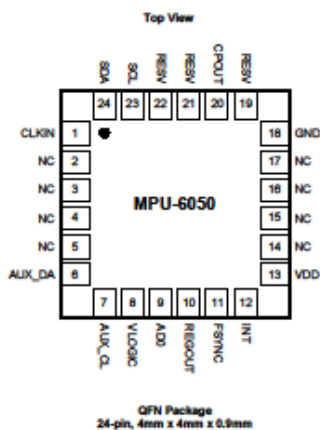 Top View
SDA SCL RESV RESV CPOUT RESV
24 23 22 21 20 19
CLKIN 1 18 GND
NC 2 17 NC
NC 3 16 NC
MPU-6050
NC 4 15 NC
NC 5 14 NC
AUX_DA 6 13 VDD
7 8 9 10 11 12
AUX_CL VLOGIC AD0 REGOUT FSYNC INT
QFN Package
24-pin, 4mm x 4mm x 0.9mm